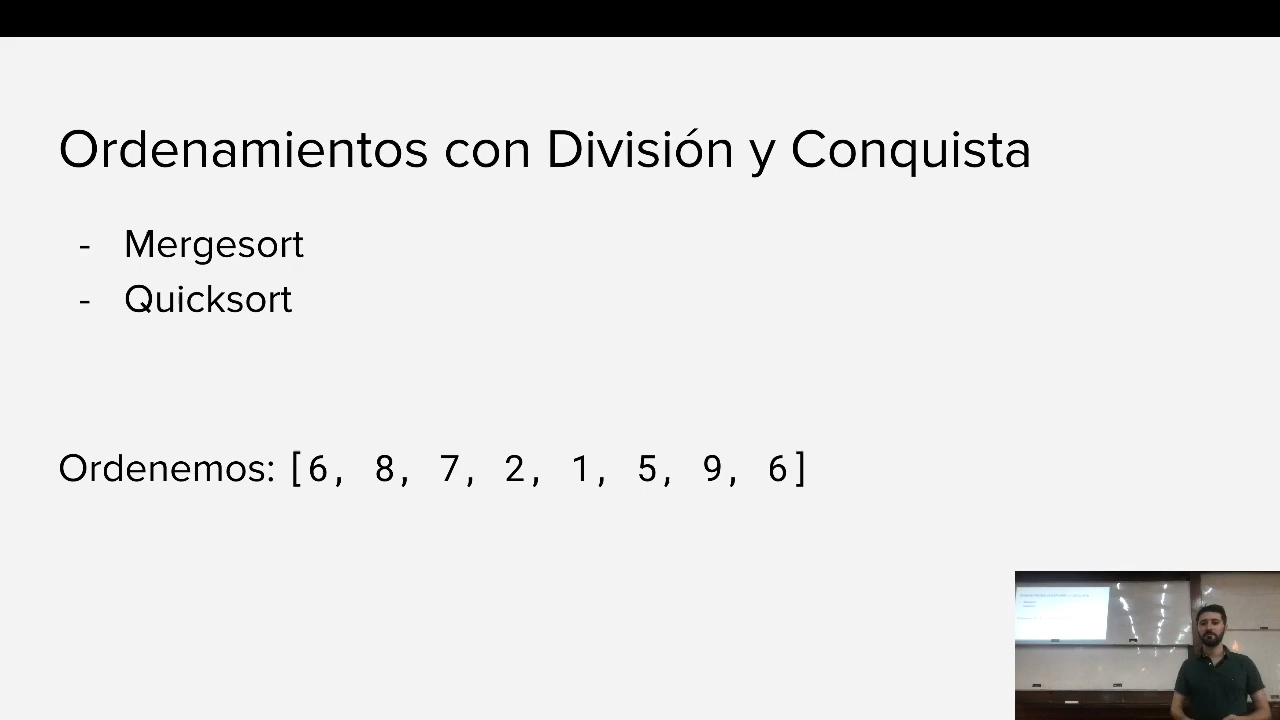 Ordenamientos con División y Conquista
- Mergesort
- Quicksort
Ordenemos: [6, 8, 7, 2, 1, 5, 9, 6]